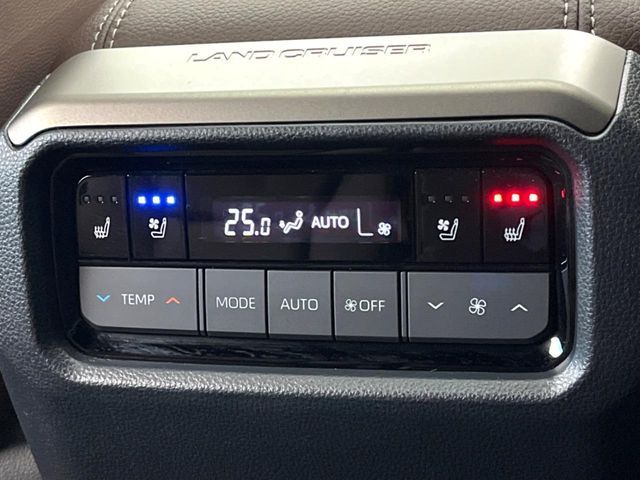 LAND CRUISER
25.0 AUTO
TEMP MODE AUTO OFF